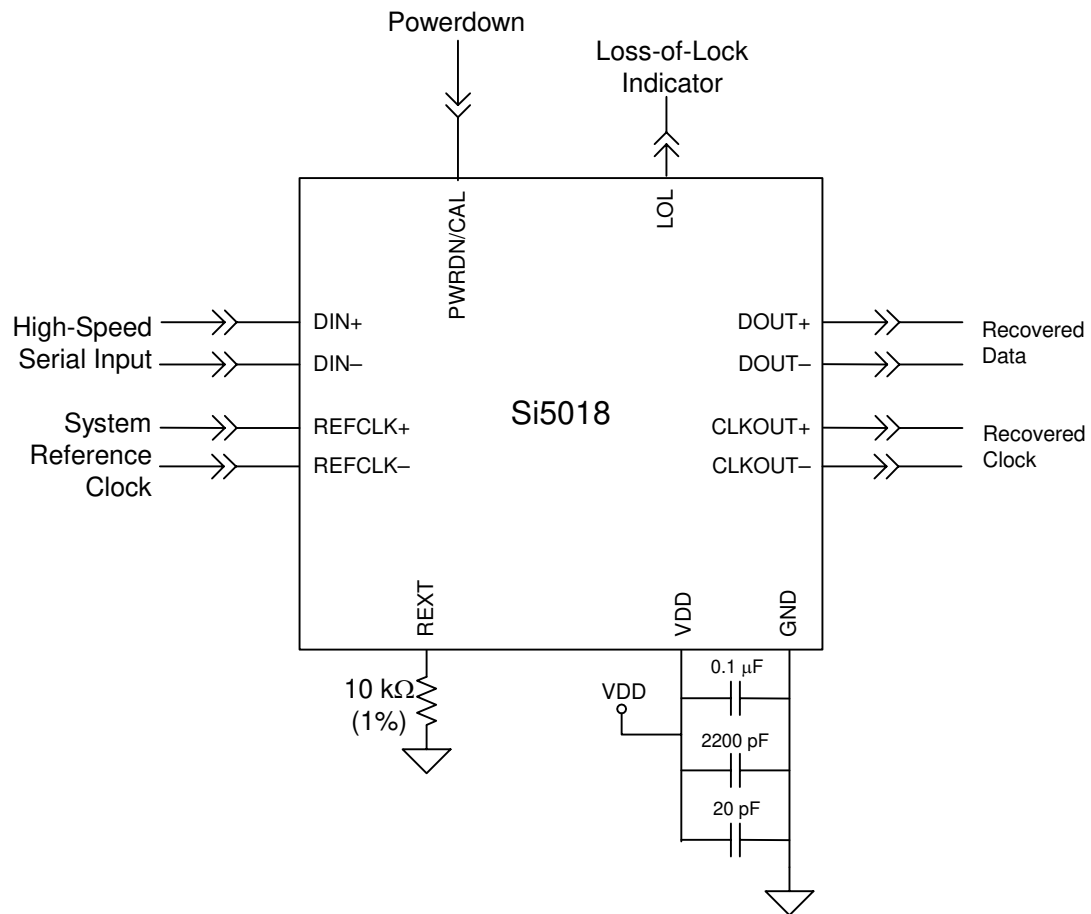 Powerdown
Loss-of-Lock
Indicator
PWRDN/CAL
LOL
High-Speed
Serial Input
DIN+
DIN–
System
Reference
Clock
REFCLK+
REFCLK–
Si5018
DOUT+
DOUT–
Recovered
Data
CLKOUT+
CLKOUT–
Recovered
Clock
REXT
VDD
GND
10 kΩ
(1%)
VDD
0.1 μF
2200 pF
20 pF